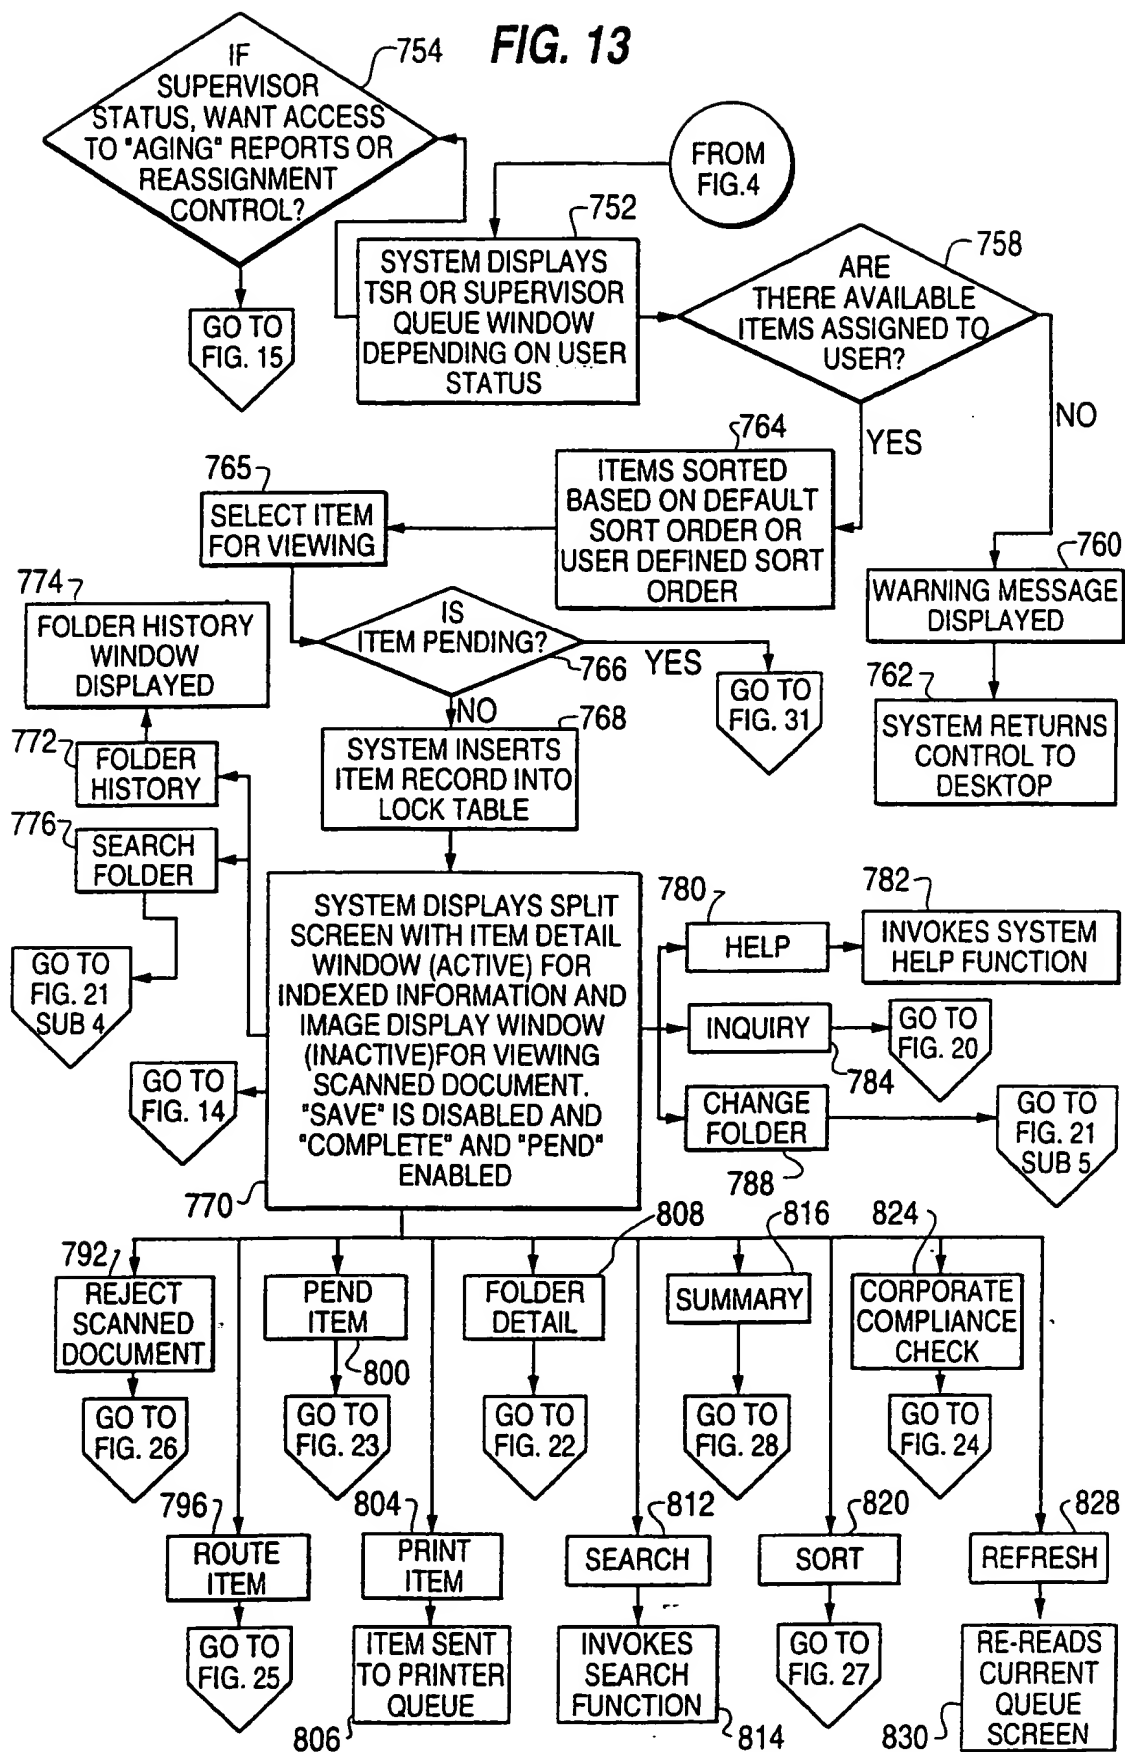 FIG. 13
754
IF
SUPERVISOR
STATUS, WANT ACCESS
TO "AGING" REPORTS OR
REASSIGNMENT
CONTROL?
FROM
FIG.4
GO TO
FIG. 15
752
SYSTEM DISPLAYS
TSR OR SUPERVISOR
QUEUE WINDOW
DEPENDING ON USER
STATUS
758
ARE
THERE AVAILABLE
ITEMS ASSIGNED TO
USER?
YES
NO
764
ITEMS SORTED
BASED ON DEFAULT
SORT ORDER OR
USER DEFINED SORT
ORDER
765
SELECT ITEM
FOR VIEWING
760
WARNING MESSAGE
DISPLAYED
762
SYSTEM RETURNS
CONTROL TO
DESKTOP
774
FOLDER HISTORY
WINDOW
DISPLAYED
IS
ITEM PENDING?
766
YES
GO TO
FIG. 31
NO
768
SYSTEM INSERTS
ITEM RECORD INTO
LOCK TABLE
772
FOLDER
HISTORY
776
SEARCH
FOLDER
GO TO
FIG. 21
SUB 4
GO TO
FIG. 14
SYSTEM DISPLAYS SPLIT
SCREEN WITH ITEM DETAIL
WINDOW (ACTIVE) FOR
INDEXED INFORMATION AND
IMAGE DISPLAY WINDOW
(INACTIVE)FOR VIEWING
SCANNED DOCUMENT.
"SAVE" IS DISABLED AND
"COMPLETE" AND "PEND"
ENABLED
770
780
HELP
782
INVOKES SYSTEM
HELP FUNCTION
INQUIRY
784
GO TO
FIG. 20
CHANGE
FOLDER
788
GO TO
FIG. 21
SUB 5
792
REJECT
SCANNED
DOCUMENT
GO TO
FIG. 26
PEND
ITEM
800
GO TO
FIG. 23
808
FOLDER
DETAIL
GO TO
FIG. 22
816
SUMMARY
GO TO
FIG. 28
824
CORPORATE
COMPLIANCE
CHECK
GO TO
FIG. 24
796
ROUTE
ITEM
GO TO
FIG. 25
804
PRINT
ITEM
ITEM SENT
TO PRINTER
QUEUE
806
812
SEARCH
INVOKES
SEARCH
FUNCTION
814
820
SORT
GO TO
FIG. 27
828
REFRESH
RE-READS
CURRENT
QUEUE
SCREEN
830